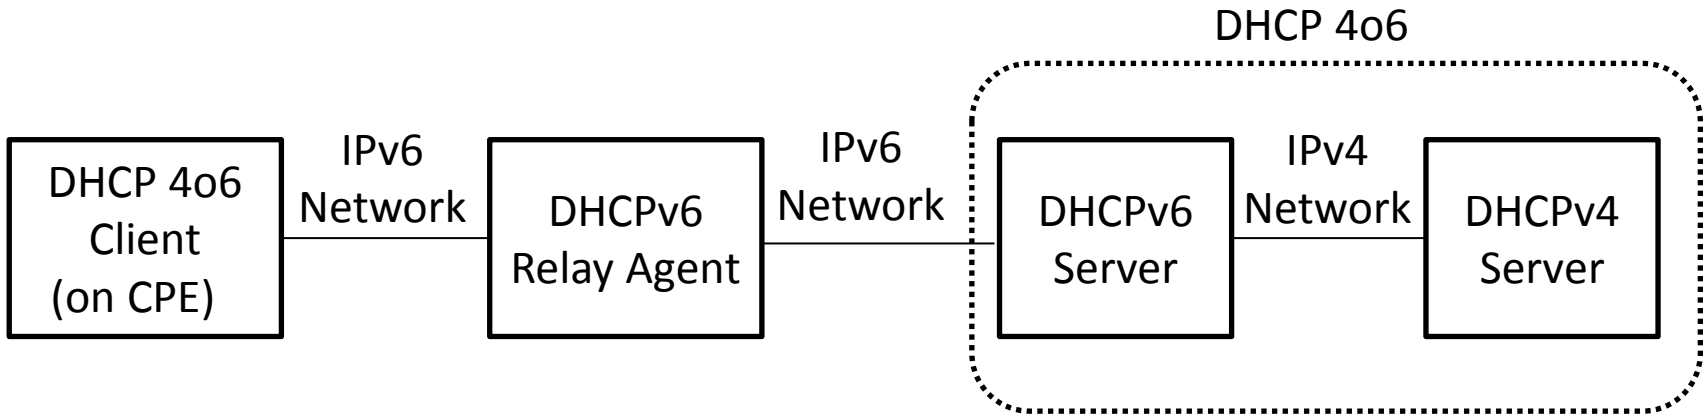 DHCP 4o6
DHCP 4o6
Client
(on CPE)
IPv6
Network
DHCPv6
Relay Agent
IPv6
Network
DHCPv6
Server
IPv4
Network
DHCPv4
Server